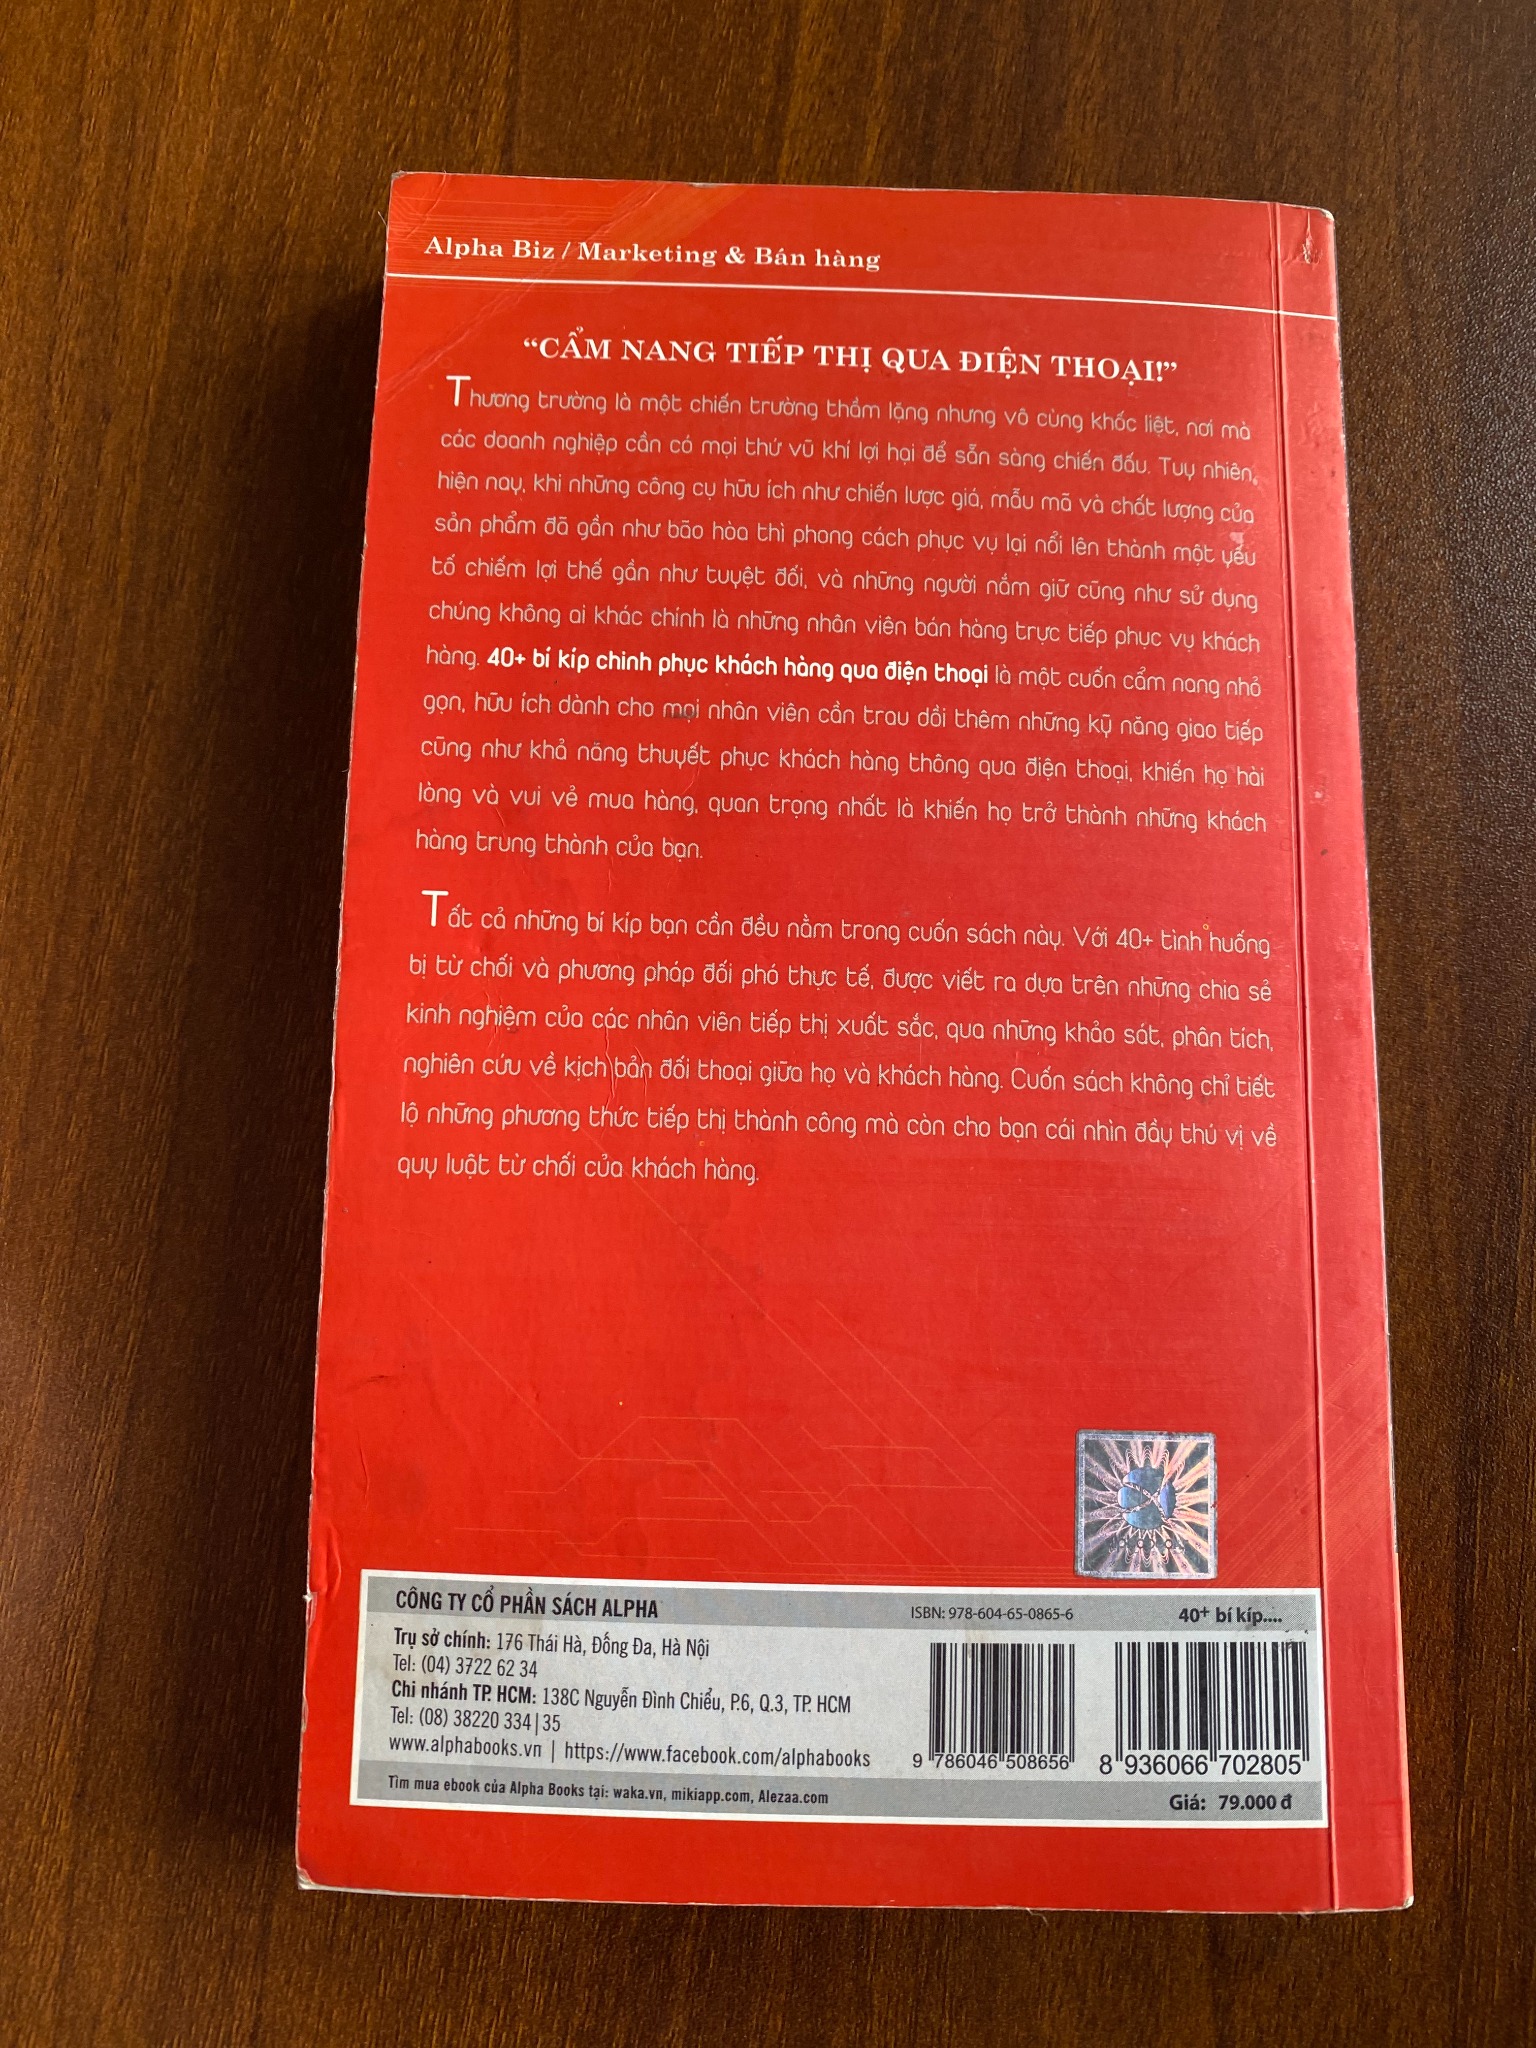 Alpha Biz / Marketing & Bán hàng
“CẨM NANG TIẾP THỊ QUA ĐIỆN THOẠI!”
Thương trường là một chiến trường thầm lặng nhưng vô cùng khốc liệt, nơi mà
các doanh nghiệp cần có mọi thứ vũ khí lợi hại để sẵn sàng chiến đấu. Tuy nhiên,
hiện nay, khi những công cụ hữu ích như chiến lược giá, mẫu mã và chất lượng của
sản phẩm đã gần như bão hòa thì phong cách phục vụ lại nổi lên thành một yếu
tố chiếm lợi thế gần như tuyệt đối, và những người nắm giữ cũng như sử dụng
chúng không ai khác chính là những nhân viên bán hàng trực tiếp phục vụ khách
hàng. 40+ bí kíp chinh phục khách hàng qua điện thoại là một cuốn cẩm nang nhỏ
gọn, hữu ích dành cho mọi nhân viên cần trau dồi thêm những kỹ năng giao tiếp
cũng như khả năng thuyết phục khách hàng thông qua điện thoại, khiến họ hài
lòng và vui vẻ mua hàng, quan trọng nhất là khiến họ trở thành những khách
hàng trung thành của bạn.
Tất cả những bí kíp bạn cần đều nằm trong cuốn sách này. Với 40+ tình huống
bị từ chối và phương pháp đối phó thực tế, được viết ra dựa trên những chia sẻ
kinh nghiệm của các nhân viên tiếp thị xuất sắc, qua những khảo sát, phân tích,
nghiên cứu về kịch bản đối thoại giữa họ và khách hàng. Cuốn sách không chỉ tiết
lộ những phương thức tiếp thị thành công mà còn cho bạn cái nhìn đầy thú vị về
quy luật từ chối của khách hàng.
CÔNG TY CỔ PHẦN SÁCH ALPHA
Trụ sở chính: 176 Thái Hà, Đống Đa, Hà Nội
Tel: (04) 3722 62 34
Chi nhánh TP. HCM: 138C Nguyễn Đình Chiểu, P.6, Q.3, TP. HCM
Tel: (08) 38220 334|35
www.alphabooks.vn | https://www.facebook.com/alphabooks
Tìm mua ebook của Alpha Books tại: waka.vn, mikiapp.com, Alezaa.com
ISBN: 978-604-65-0865-6
9 786046 508656
40+ bí kíp....
8 936066 702805
Giá: 79.000 đ